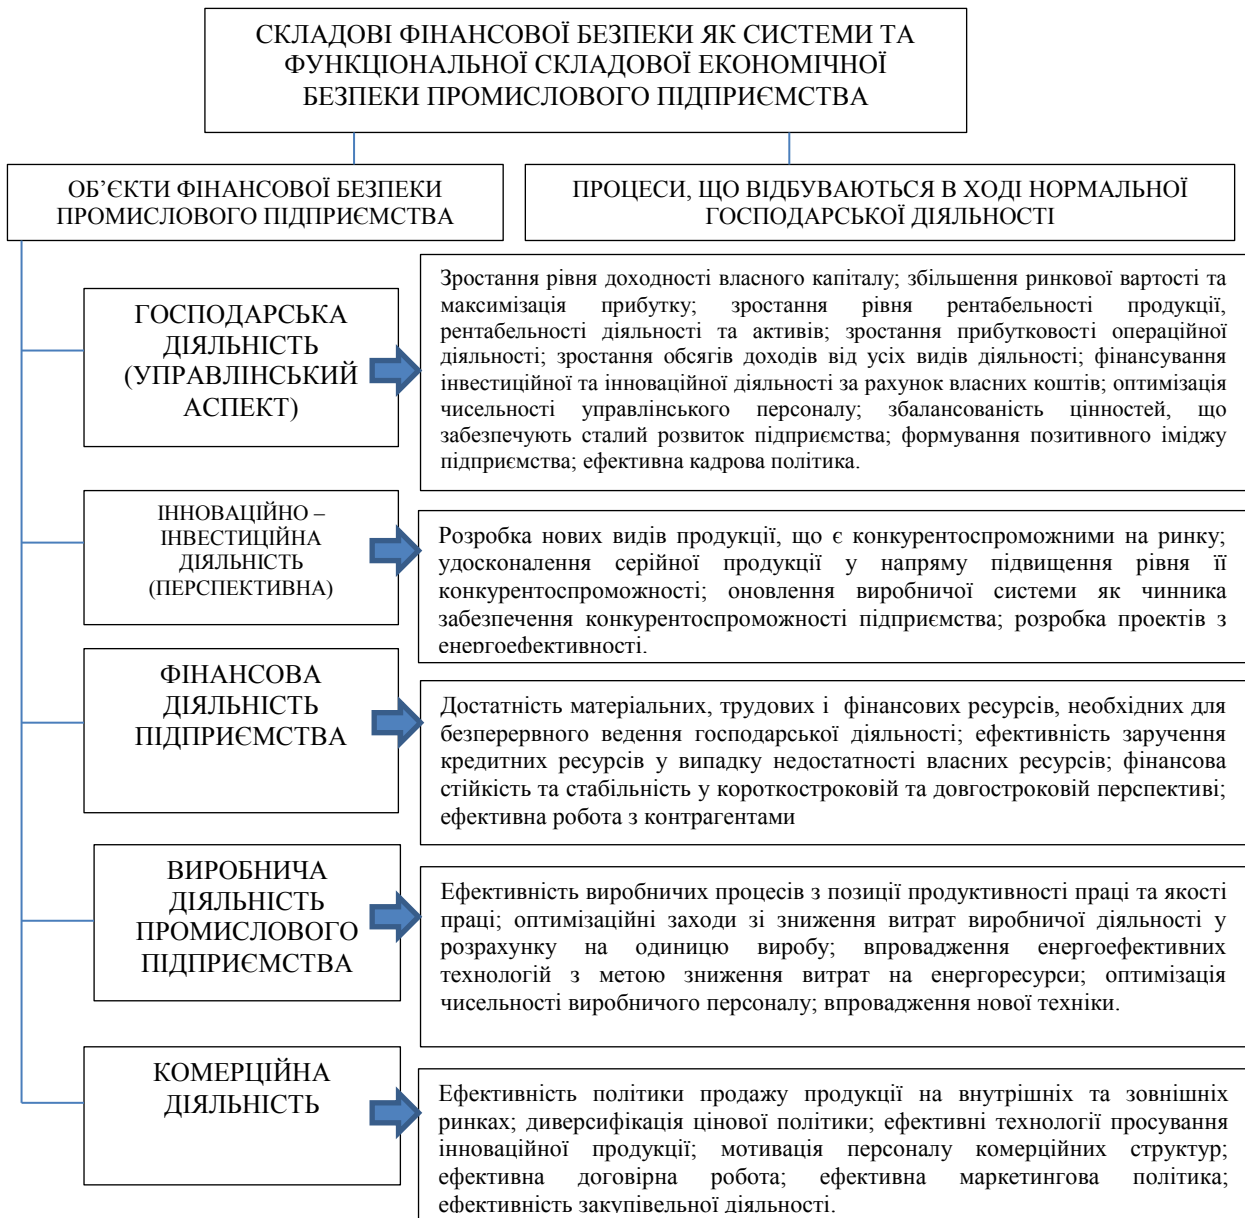 СКЛАДОВІ ФІНАНСОВОЇ БЕЗПЕКИ ЯК СИСТЕМИ ТА
ФУНКЦІОНАЛЬНОЇ СКЛАДОВОЇ ЕКОНОМІЧНОЇ
БЕЗПЕКИ ПРОМИСЛОВОГО ПІДПРИЄМСТВА
ОБ’ЄКТИ ФІНАНСОВОЇ БЕЗПЕКИ
ПРОМИСЛОВОГО ПІДПРИЄМСТВА
ПРОЦЕСИ, ЩО ВІДБУВАЮТЬСЯ В ХОДІ НОРМАЛЬНОЇ
ГОСПОДАРСЬКОЇ ДІЯЛЬНОСТІ
ГОСПОДАРСЬКА
ДІЯЛЬНІСТЬ
(УПРАВЛІНСЬКИЙ
АСПЕКТ)
Зростання рівня доходності власного капіталу; збільшення ринкової вартості та
максимізація прибутку; зростання рівня рентабельності продукції,
рентабельності діяльності та активів; зростання прибутковості операційної
діяльності; зростання обсягів доходів від усіх видів діяльності; фінансування
інвестиційної та інноваційної діяльності за рахунок власних коштів; оптимізація
чисельності управлінського персоналу; збалансованість цінностей, що
забезпечують сталий розвиток підприємства; формування позитивного іміджу
підприємства; ефективна кадрова політика.
ІННОВАЦІЙНО –
ІНВЕСТИЦІЙНА
ДІЯЛЬНІСТЬ
(ПЕРСПЕКТИВНА)
Розробка нових видів продукції, що є конкурентоспроможними на ринку;
удосконалення серійної продукції у напряму підвищення рівня її
конкурентоспроможності; оновлення виробничої системи як чинника
забезпечення конкурентоспроможності підприємства; розробка проектів з
енергоефективності.
ФІНАНСОВА
ДІЯЛЬНІСТЬ
ПІДПРИЄМСТВА
Достатність матеріальних, трудових і фінансових ресурсів, необхідних для
безперервного ведення господарської діяльності; ефективність заручення
кредитних ресурсів у випадку недостатності власних ресурсів; фінансова
стійкість та стабільність у короткостроковій та довгостроковій перспективі;
ефективна робота з контрагентами
ВИРОБНИЧА
ДІЯЛЬНІСТЬ
ПРОМИСЛОВОГО
ПІДПРИЄМСТВА
Ефективність виробничих процесів з позиції продуктивності праці та якості
праці; оптимізаційні заходи зі зниження витрат виробничої діяльності у
розрахунку на одиницю виробу; впровадження енергоефективних
технологій з метою зниження витрат на енергоресурси; оптимізація
чисельності виробничого персоналу; впровадження нової техніки.
КОМЕРЦІЙНА
ДІЯЛЬНІСТЬ
Ефективність політики продажу продукції на внутрішніх та зовнішніх
ринках; диверсифікація цінової політики; ефективні технології просування
інноваційної продукції; мотивація персоналу комерційних структур;
ефективна договірна робота; ефективна маркетингова політика;
ефективність закупівельної діяльності.